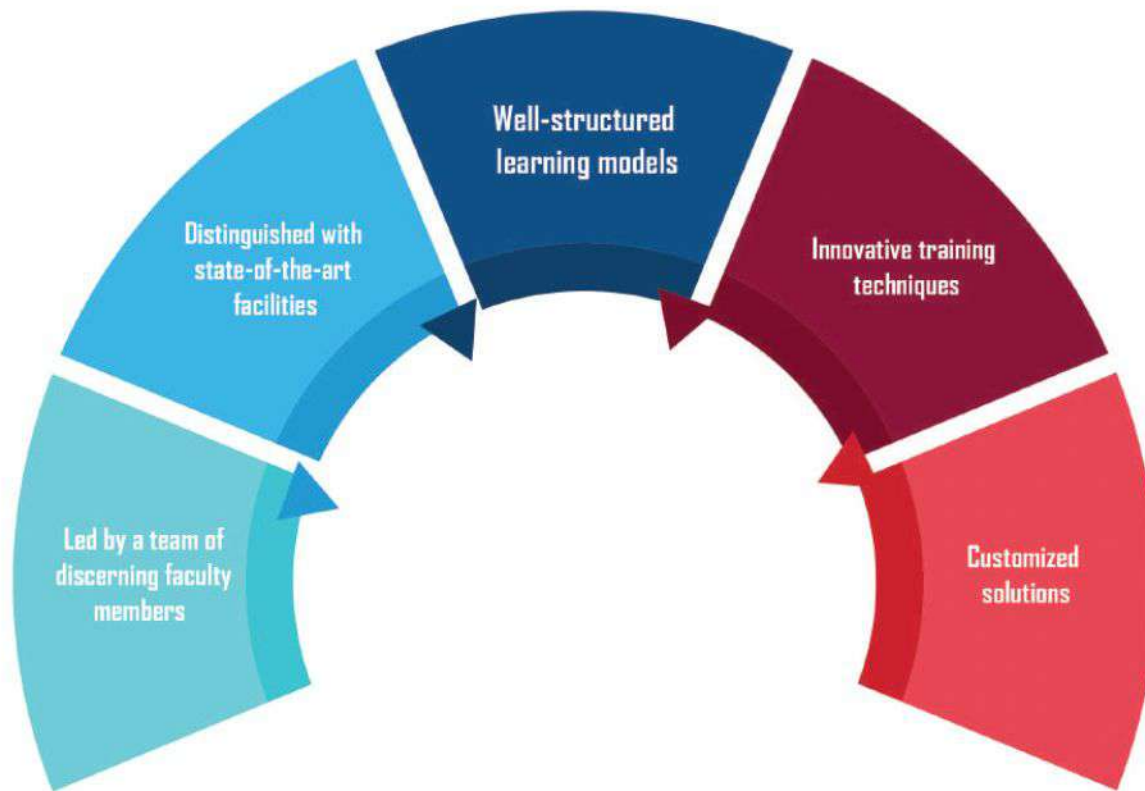 Led by a team of
discerning faculty
members
Distinguished with
state-of-the-art
facilities
Well-structured
learning models
Innovative training
techniques
Customized
solutions